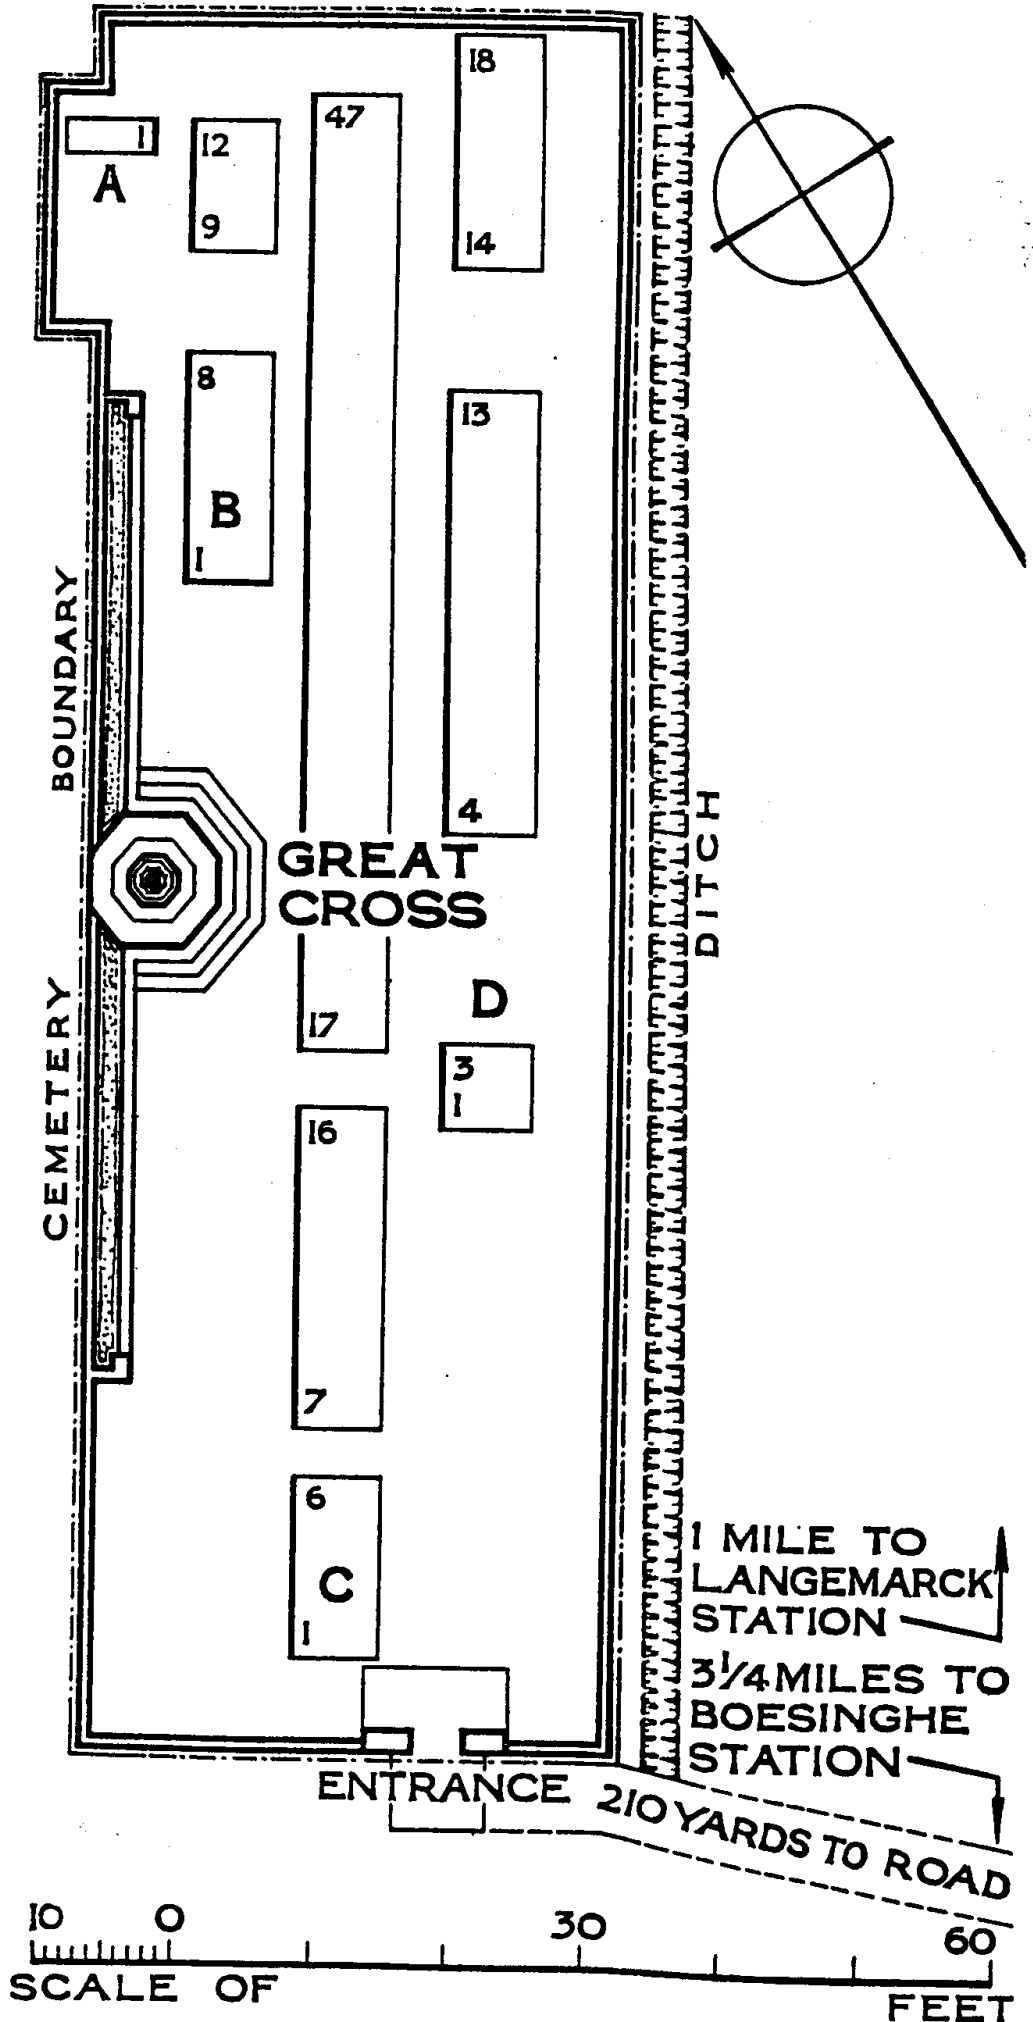 18
47
1
12
A
9
14
8
13
B
1
BOUNDARY
4
GREAT
CROSS
DITCH
CEMETERY
D
17
3
1
16
7
6
C
1
1 MILE TO
LANGEMARCK
STATION
3 1/4 MILES TO
BOESINGHE
STATION
ENTRANCE
210 YARDS TO ROAD
10 0 30 60
SCALE OF FEET